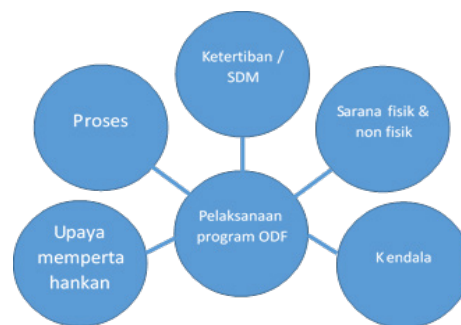 Ketertiban /
SDM
Proses
Sarana fisik &
non fisik
Pelaksanaan
program ODF
Upaya
memperta
hankan
Kendala